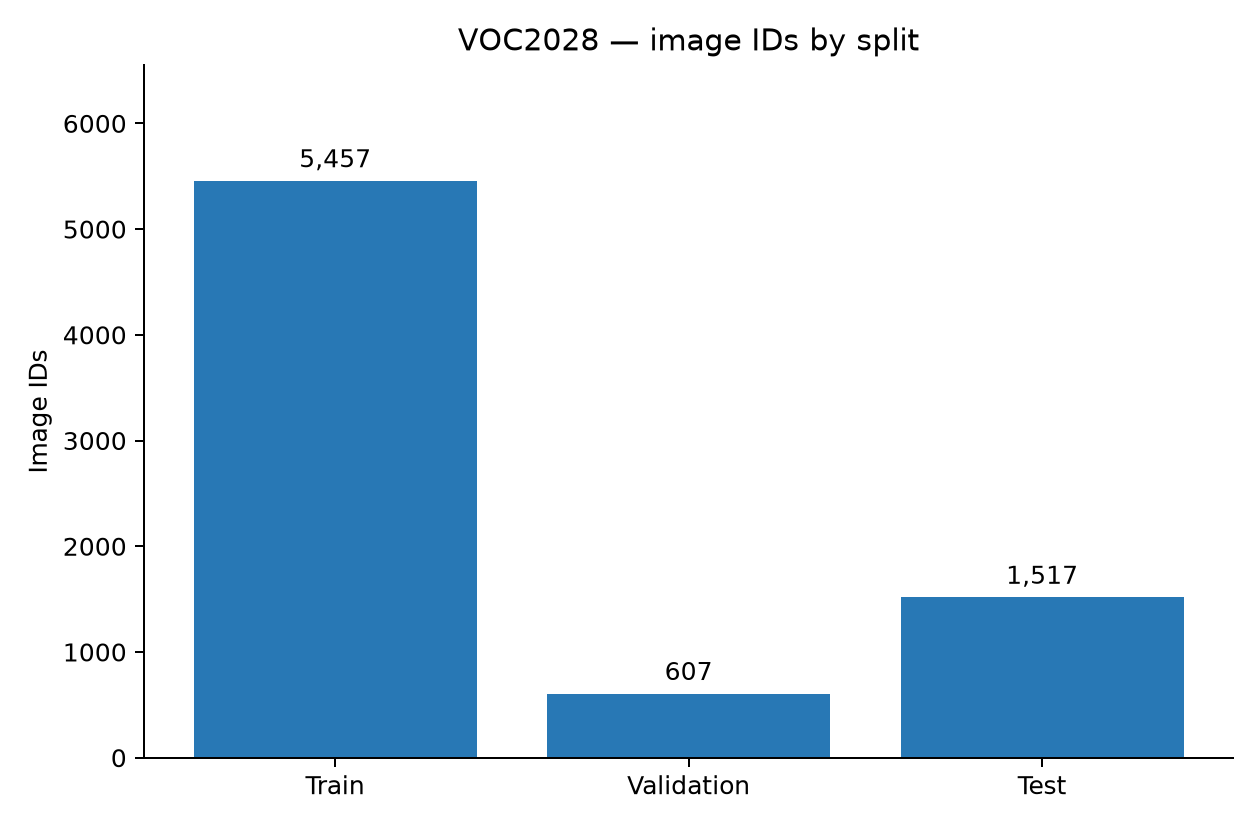 VOC2028 — image IDs by split
Image IDs
6000
5000
4000
3000
2000
1000
0
5,457
607
1,517
Train
Validation
Test